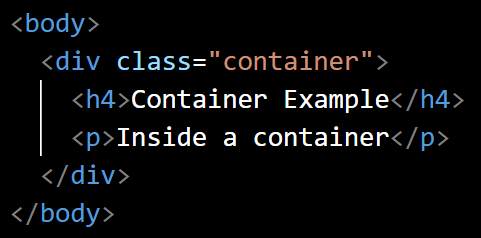 <body>
  <div class="container">
    <h4>Container Example</h4>
    <p>Inside a container</p>
  </div>
</body>